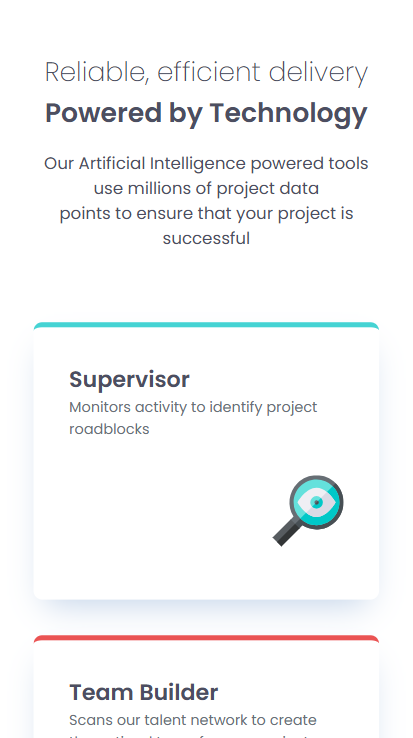 Reliable, efficient delivery
Powered by Technology
Our Artificial Intelligence powered tools
use millions of project data
points to ensure that your project is
successful
Supervisor
Monitors activity to identify project
roadblocks
Team Builder
Scans our talent network to create